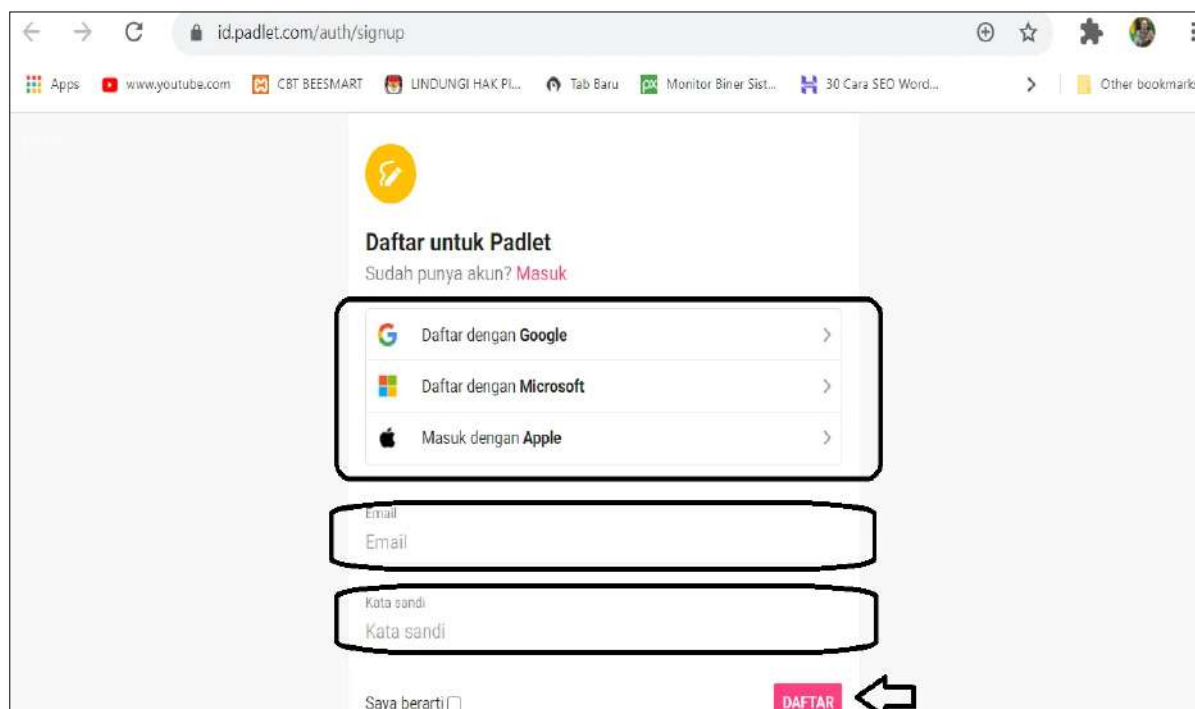 id.padlet.com/auth/signup
Apps www.youtube.com CBT BEESMART LINDUNGI HAK PI... Tab Baru px Monitor Biner Sist... 30 Cara SEO Word... Other bookmarks
Daftar untuk Padlet
Sudah punya akun? Masuk
Daftar dengan Google
Daftar dengan Microsoft
Masuk dengan Apple
Email
Email
Kata sandi
Kata sandi
Saya berarti DAFTAR